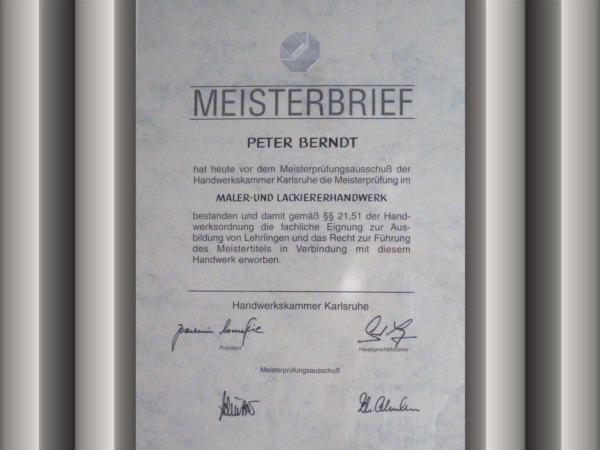 MEISTERBRIEF
PETER BERNDT
hat heute vor dem Meisterprüfungsausschuß der
Handwerkskammer Karlsruhe die Meisterprüfung im
MALER-UND LACKIERERHANDWERK
bestanden und damit gemäß §§ 21,51 der Hand-
werksordnung die fachliche Eignung zur Aus-
bildung von Lehrlingen und das Recht zur Führung
des Meistertitels in Verbindung mit diesem
Handwerk erworben.
Handwerkskammer Karlsruhe
Präsident
Hauptgeschäftsführer
Meisterprüfungsausschuß